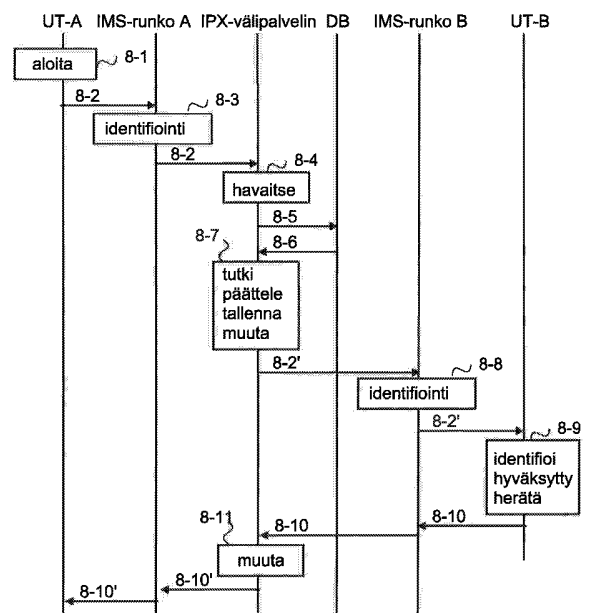 UT-A IMS-runko A IPX-välipalvelin DB IMS-runko B UT-B
aloita 8-1
8-2
8-3
identifiointi
8-2
8-4
havaitse
8-5
8-6
8-7
tutki
päättele
tallenna
muuta
8-2'
8-8
identifiointi
8-2'
8-9
identifioi
hyväksytty
herätä
8-10
8-10
8-11
muuta
8-10'
8-10'